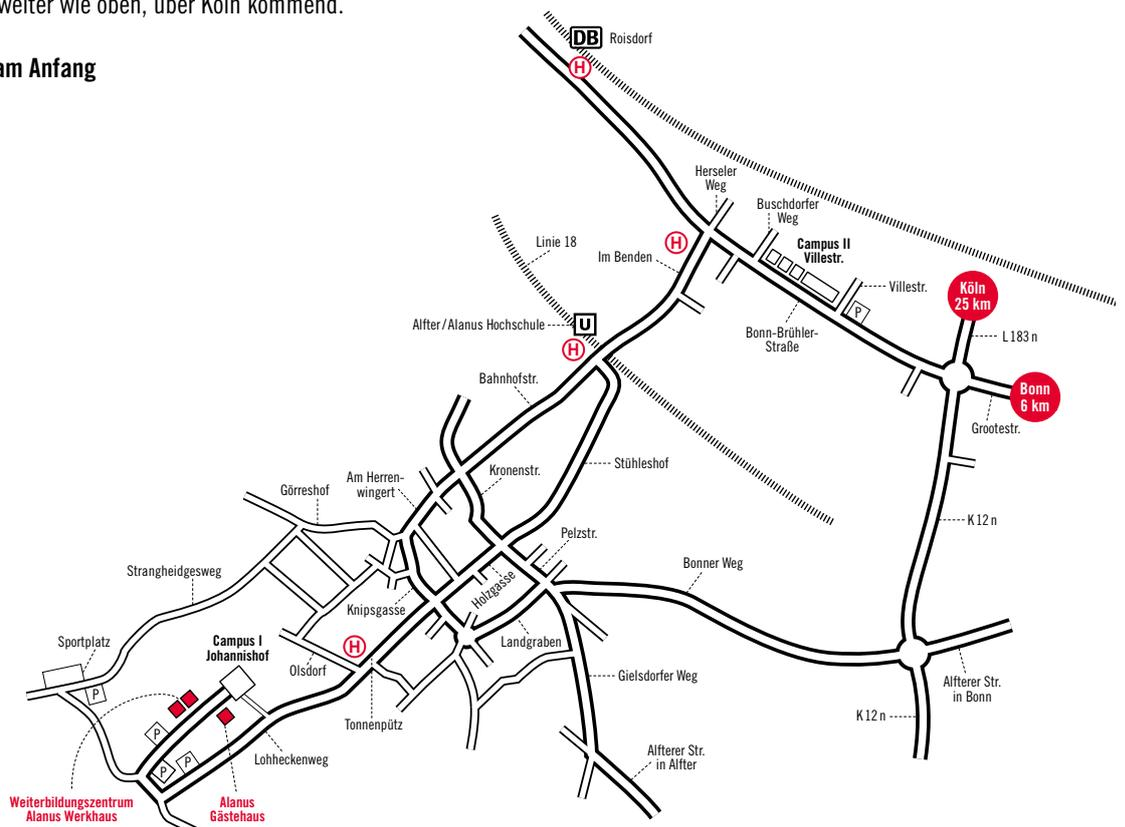 weiter wie oben, über Köln kommend.
am Anfang
DB Roisdorf
H
Herseler
Weg
Buschdorfer
Weg
Campus II
Villestr.
H
Linie 18
Im Benden
Villestr.
Köln
25 km
P
Alfter/Alanus Hochschule
U
Bonn-Brühler-
Straße
L 183 n
H
Bahnhofstr.
Bonn
6 km
Grootestr.
Am Herren-
wingert
Kronenstr.
Stühleshof
Görreshof
K 12 n
Pelzstr.
Strangheidgesweg
Bonner Weg
Holzgasse
Knipsgasse
Sportplatz
Campus I
Johannishof
H
Landgraben
Olsdorf
Gielsdorfer Weg
Alfterer Str.
in Bonn
P
K 12 n
Tonnenpütz
P
Lohheckenweg
Alfterer Str.
in Alfter
P
P
Weiterbildungszentrum
Alanus Werkhaus
Alanus
Gästehaus